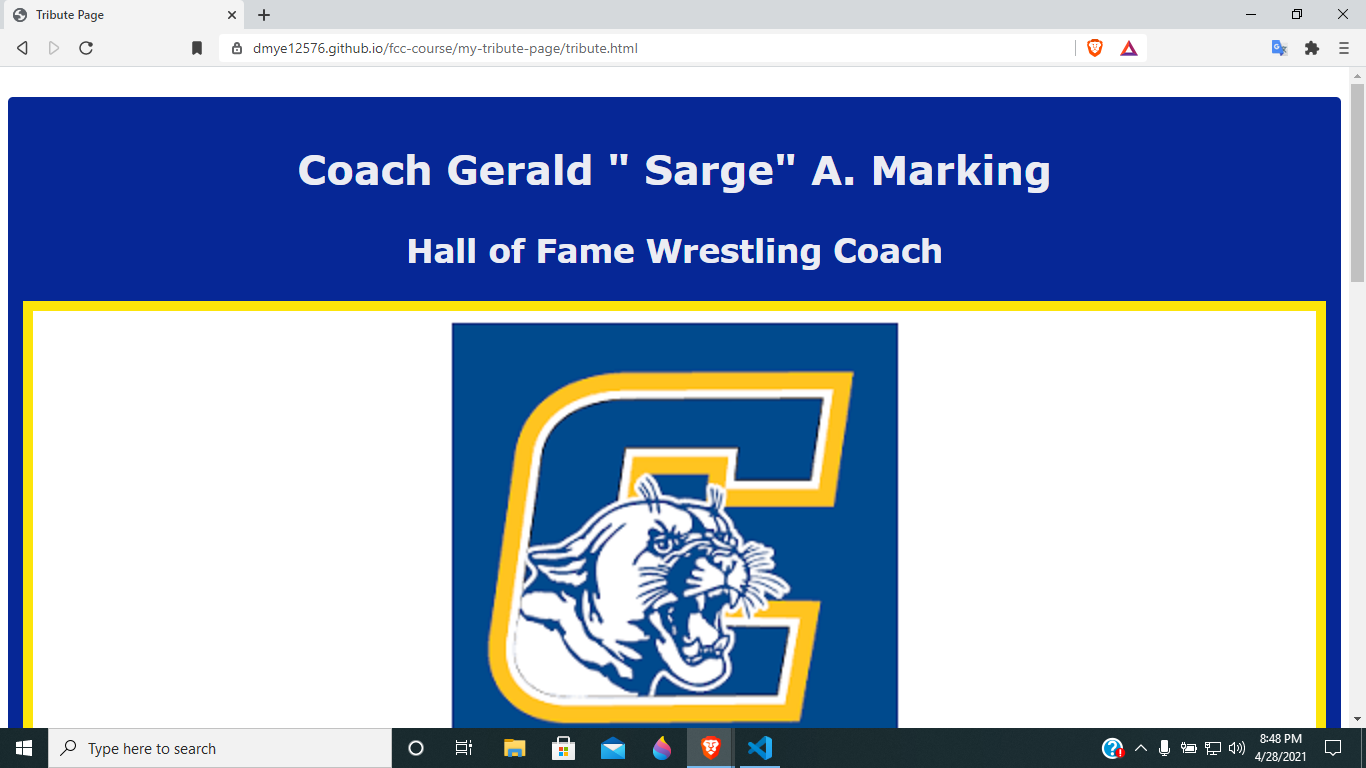 Tribute Page
dmye12576.github.io/fcc-course/my-tribute-page/tribute.html
Coach Gerald " Sarge" A. Marking
Hall of Fame Wrestling Coach
C
Type here to search
8:48 PM
4/28/2021